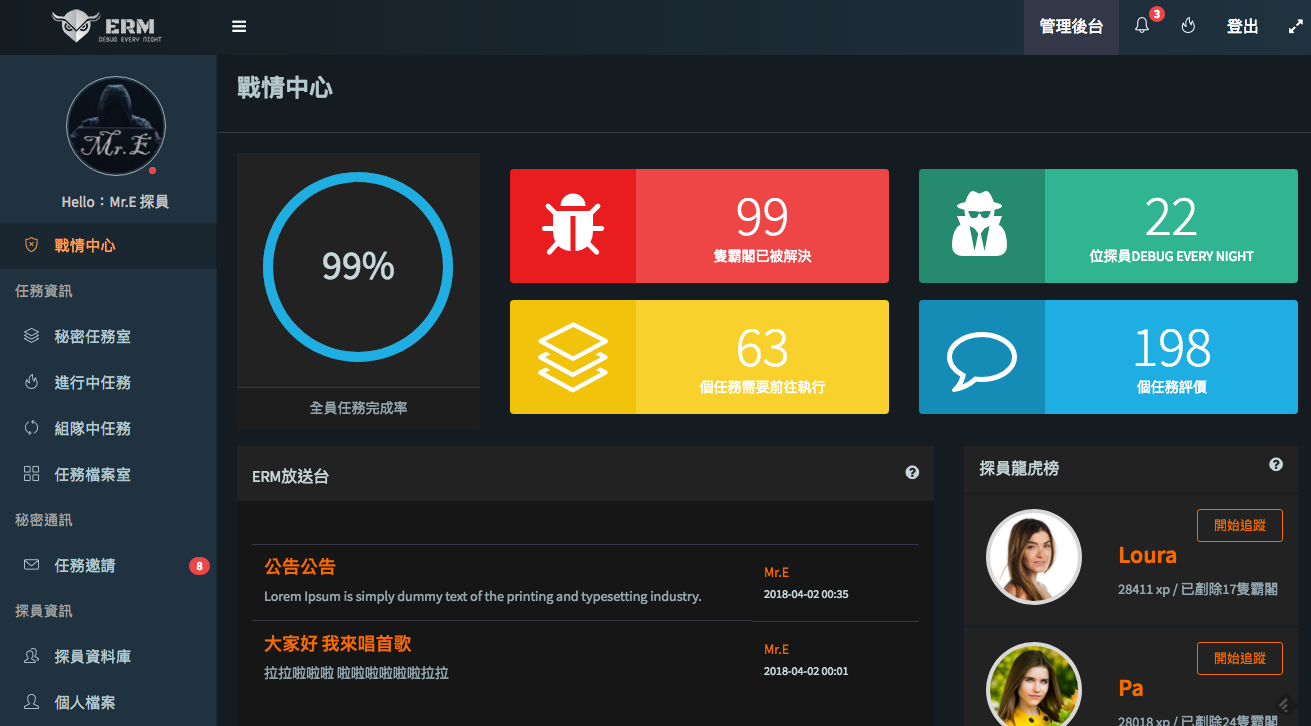 ERM
DEBUG EVERY NIGHT
管理後台
3
登出
Mr.E
Hello：Mr.E 探員
戰情中心
任務資訊
秘密任務室
進行中任務
組隊中任務
任務檔案室
秘密通訊
任務邀請
8
探員資訊
探員資料庫
個人檔案
戰情中心
99%
全員任務完成率
99
隻霸閣已被解決
22
位探員DEBUG EVERY NIGHT
63
個任務需要前往執行
198
個任務評價
ERM放送台
公告公告
Lorem Ipsum is simply dummy text of the printing and typesetting industry.
Mr.E
2018-04-02 00:35
大家好 我來唱首歌
拉拉啦啦啦 啦啦啦啦啦啦拉拉
Mr.E
2018-04-02 00:01
探員龍虎榜
開始追蹤
Loura
28411 xp / 已剷除17隻霸閣
開始追蹤
Pa
28018 xp / 已剷除24隻霸閣